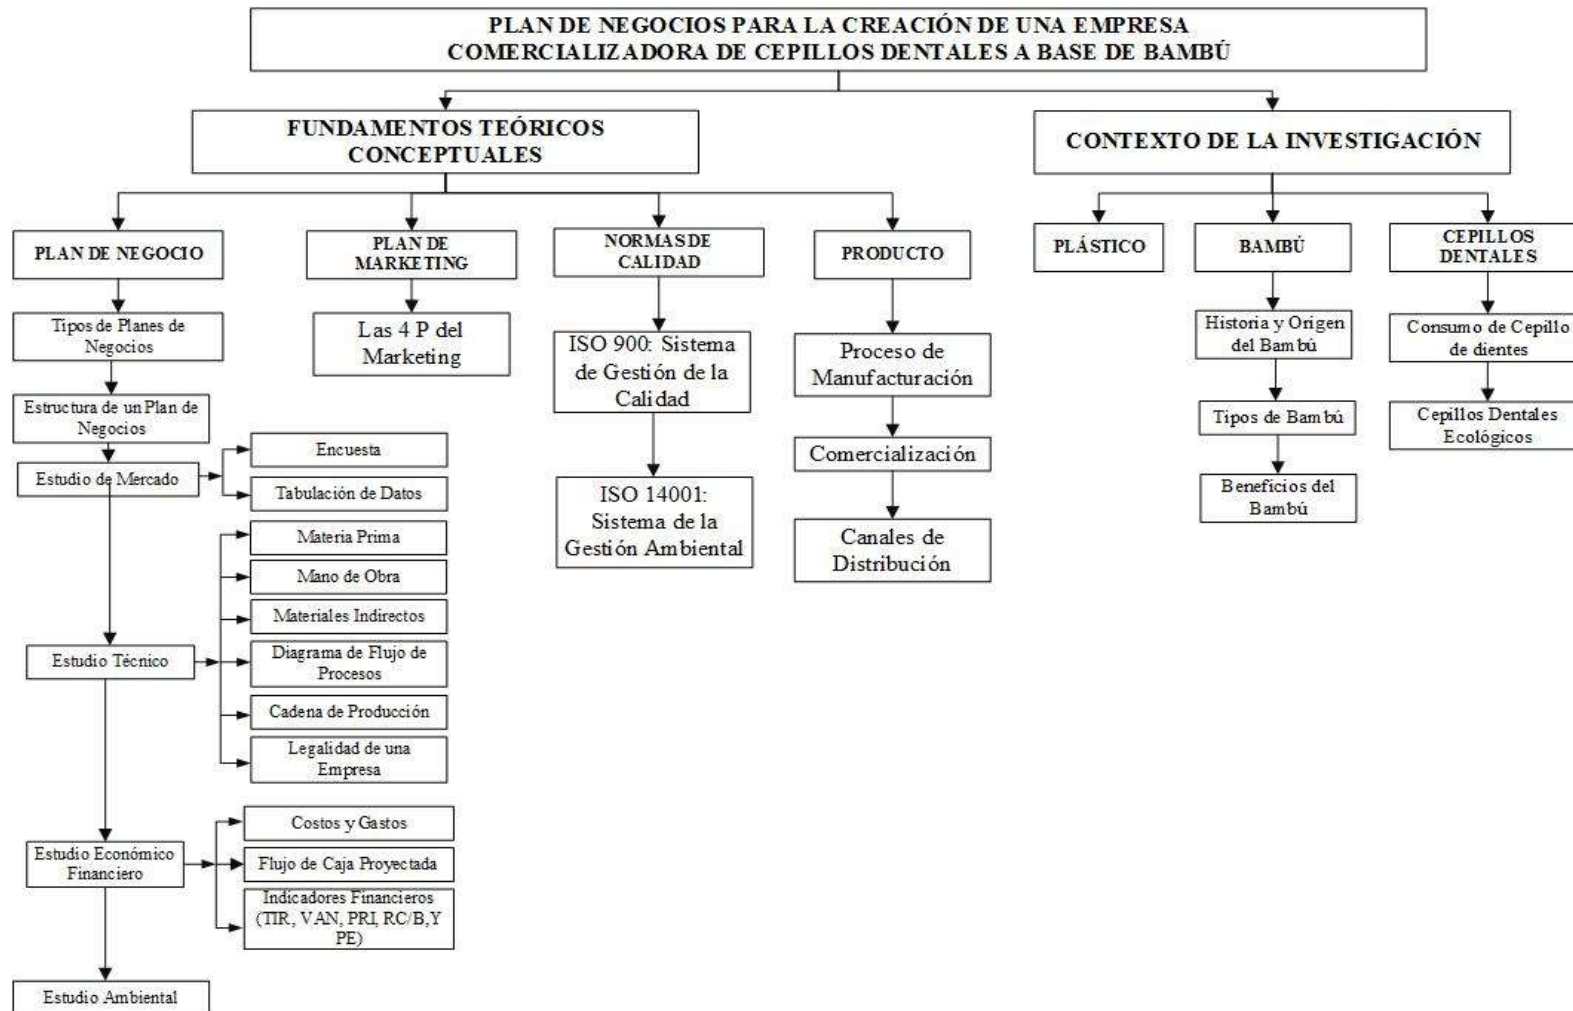 PLAN DE NEGOCIOS PARA LA CREACIÓN DE UNA EMPRESA
COMERCIALIZADORA DE CEPILLOS DENTALES A BASE DE BAMBÚ
FUNDAMENTOS TEÓRICOS
CONCEPTUALES
CONTEXTO DE LA INVESTIGACIÓN
PLAN DE NEGOCIO
PLAN DE
MARKETING
NORMAS DE
CALIDAD
PRODUCTO
PLÁSTICO
BAMBÚ
CEPILLOS
DENTALES
Tipos de Planes de
Negocios
Estructura de un Plan de
Negocios
Estudio de Mercado
Encuesta
Tabulación de Datos
Estudio Técnico
Materia Prima
Mano de Obra
Materiales Indirectos
Diagrama de Flujo de
Procesos
Cadena de Producción
Legalidad de una
Empresa
Estudio Económico
Financiero
Costos y Gastos
Flujo de Caja Proyectada
Indicadores Financieros
(TIR, VAN, PRI, RC/B,Y
PE)
Estudio Ambiental
Las 4 P del
Marketing
ISO 900: Sistema
de Gestión de la
Calidad
ISO 14001:
Sistema de la
Gestión Ambiental
Proceso de
Manufacturación
Comercialización
Canales de
Distribución
Historia y Origen
del Bambú
Tipos de Bambú
Beneficios del
Bambú
Consumo de Cepillo
de dientes
Cepillos Dentales
Ecológicos